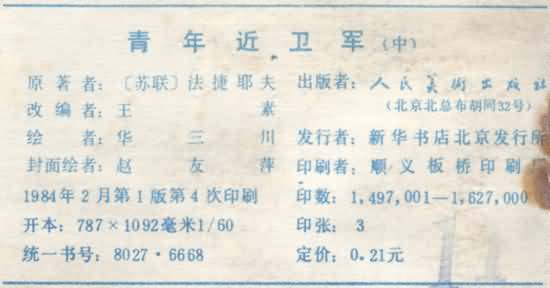 青年近卫军(中)
原著者:〔苏联〕法捷耶夫
改编者:王素
绘者:华三川
封面绘者:赵友萍
1984年2月第1版第4次印刷
开本:787×1092毫米1/60
统一书号:8027·6668
出版者:人民美术出版社
(北京北总布胡同32号)
发行者:新华书店北京发行所
印刷者:顺义板桥印刷厂
印数:1,497,001—1,627,000
印张:3
定价:0.21元